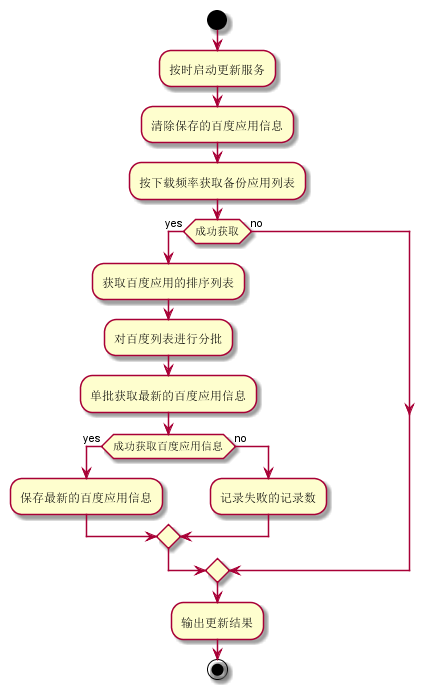 按时启动更新服务
清除保存的百度应用信息
按下载频率获取备份应用列表
yes
成功获取
no
获取百度应用的排序列表
对百度列表进行分批
单批获取最新的百度应用信息
yes
成功获取百度应用信息
no
保存最新的百度应用信息
记录失败的记录数
输出更新结果